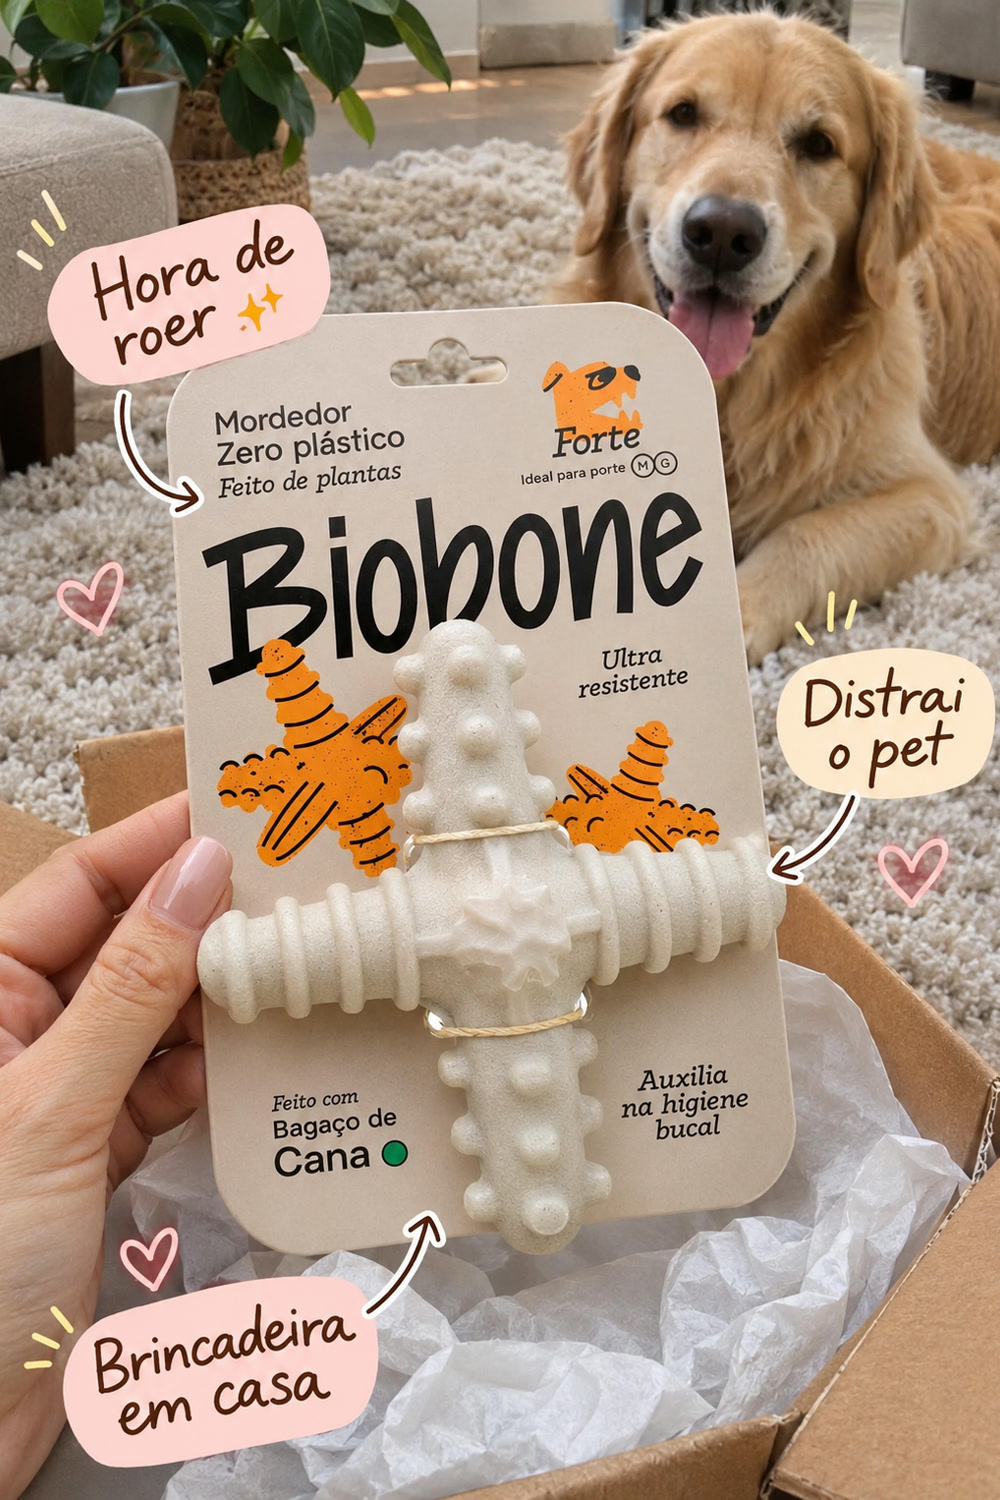 Hora de
roer
Mordedor
Zero plástico
Feito de plantas
Forte
Ideal para porte M G
Biobone
Ultra
resistente
Distrai
o pet
Feito com
Bagaço de
Cana
Auxilia
na higiene
bucal
Brincadeira
em casa